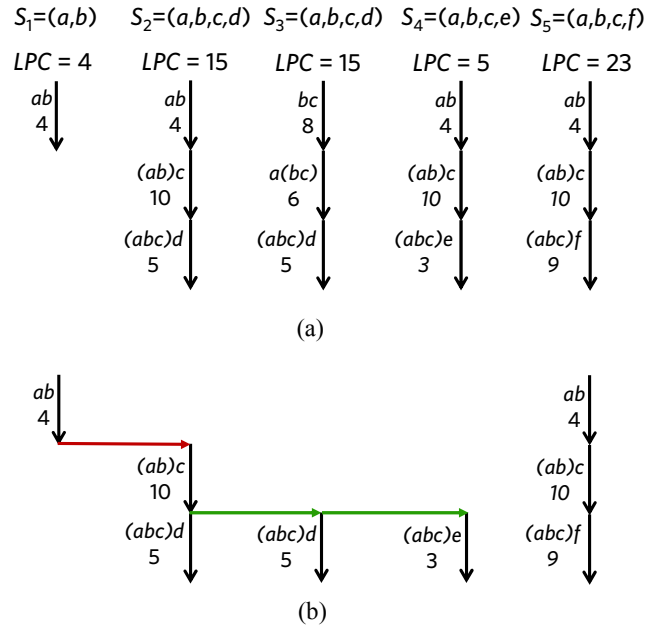 S1=(a,b) S2=(a,b,c,d) S3=(a,b,c,d) S4=(a,b,c,e) S5=(a,b,c,f)
LPC = 4 LPC = 15 LPC = 15 LPC = 5 LPC = 23
ab ab bc ab ab
4 4 8 4 4
(ab)c a(bc) (ab)c (ab)c
10 6 10 10
(abc)d (abc)d (abc)e (abc)f
5 5 3 9
(a)
ab ab
4 4
(ab)c (ab)c
10 10
(abc)d (abc)d (abc)e (abc)f
5 5 3 9
(b)